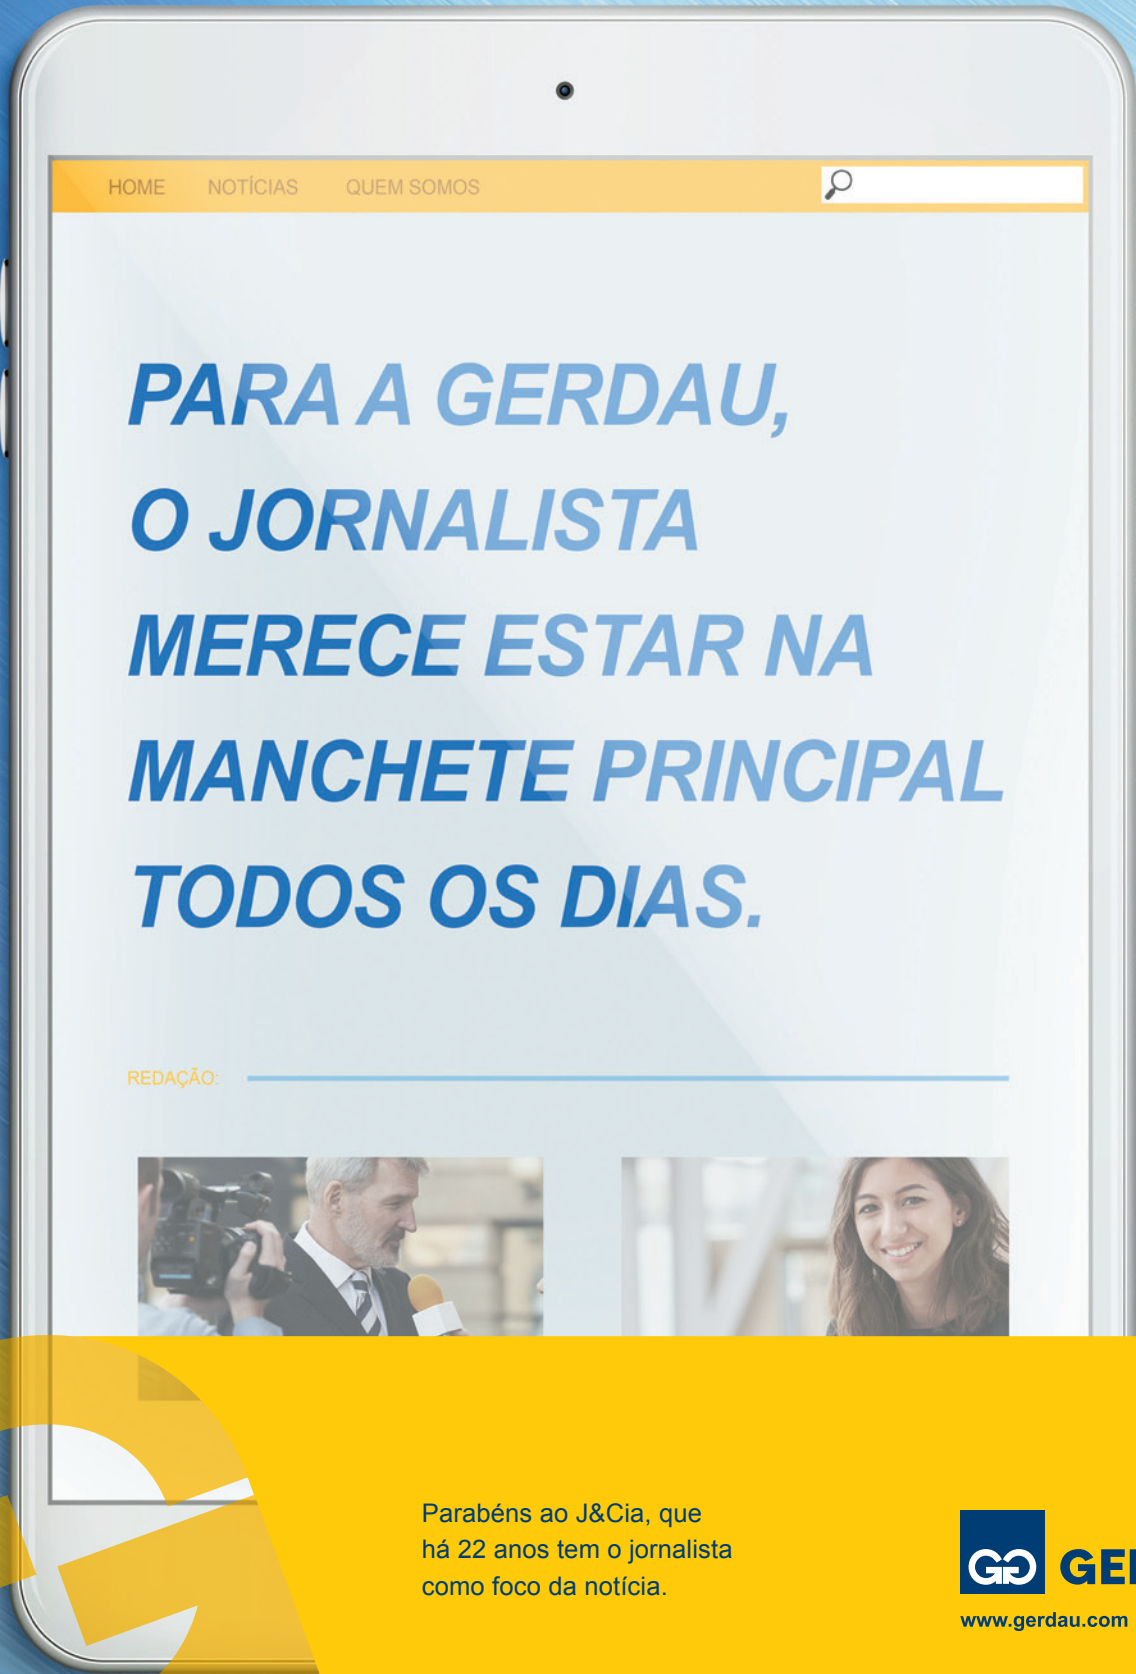 HOME NOTÍCIAS QUEM SOMOS
PARA A GERDAU,
O JORNALISTA
MERECE ESTAR NA
MANCHETE PRINCIPAL
TODOS OS DIAS.
REDAÇÃO:
Parabéns ao J&Cia, que
há 22 anos tem o jornalista
como foco da notícia.
www.gerdau.com